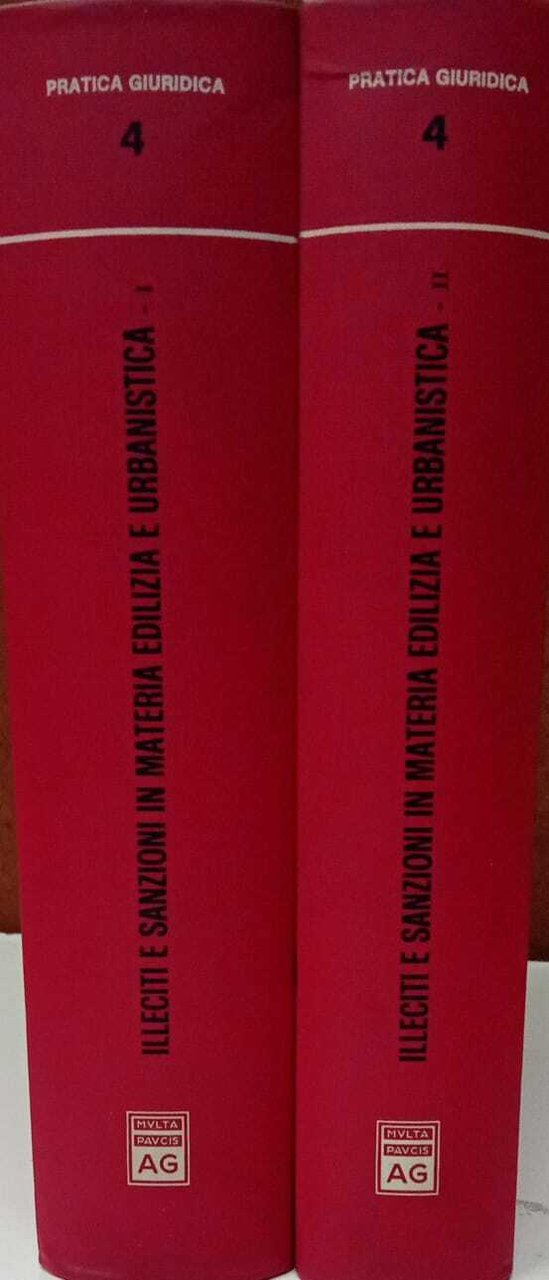 PRATICA GIURIDICA
4
ILLECITI E SANZIONI IN MATERIA EDILIZIA E URBANISTICA - I
MVLTA
PAVCIS
AG
PRATICA GIURIDICA
4
ILLECITI E SANZIONI IN MATERIA EDILIZIA E URBANISTICA - II
MVLTA
PAVCIS
AG